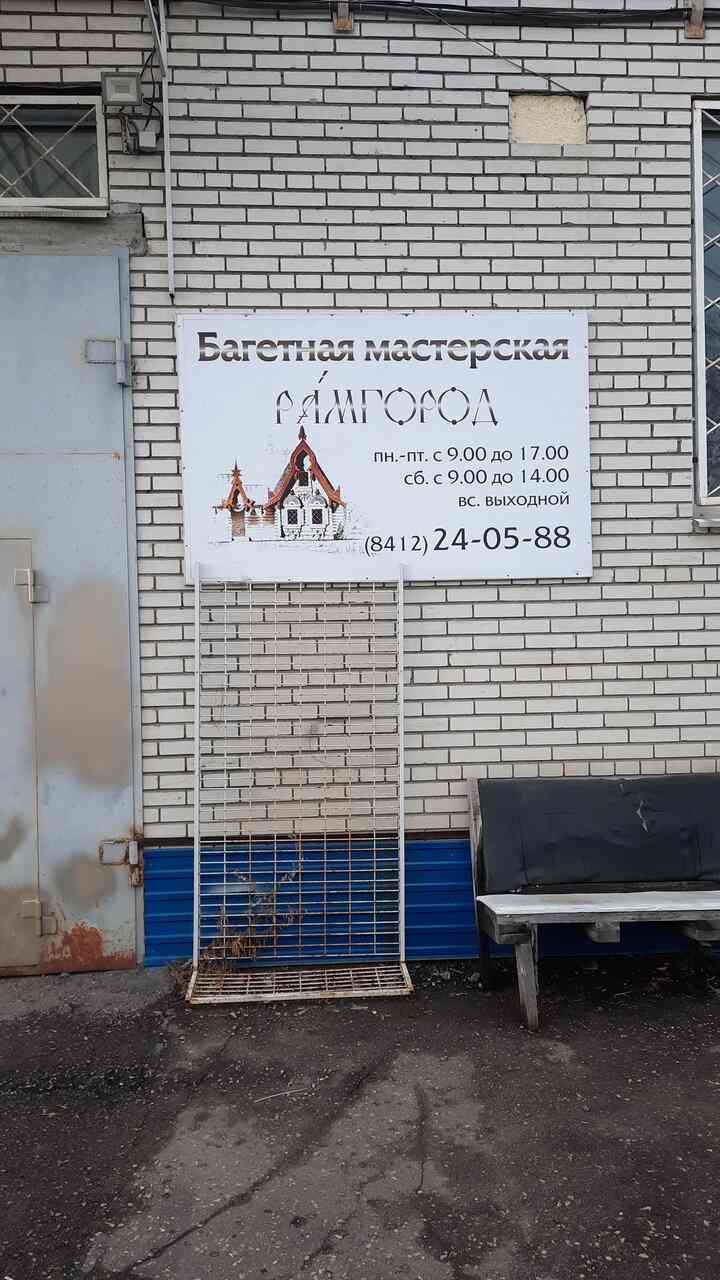 Багетная мастерская
РА́МГОРОД
пн.-пт. с 9.00 до 17.00
сб. с 9.00 до 14.00
вс. выходной
(8412) 24-05-88